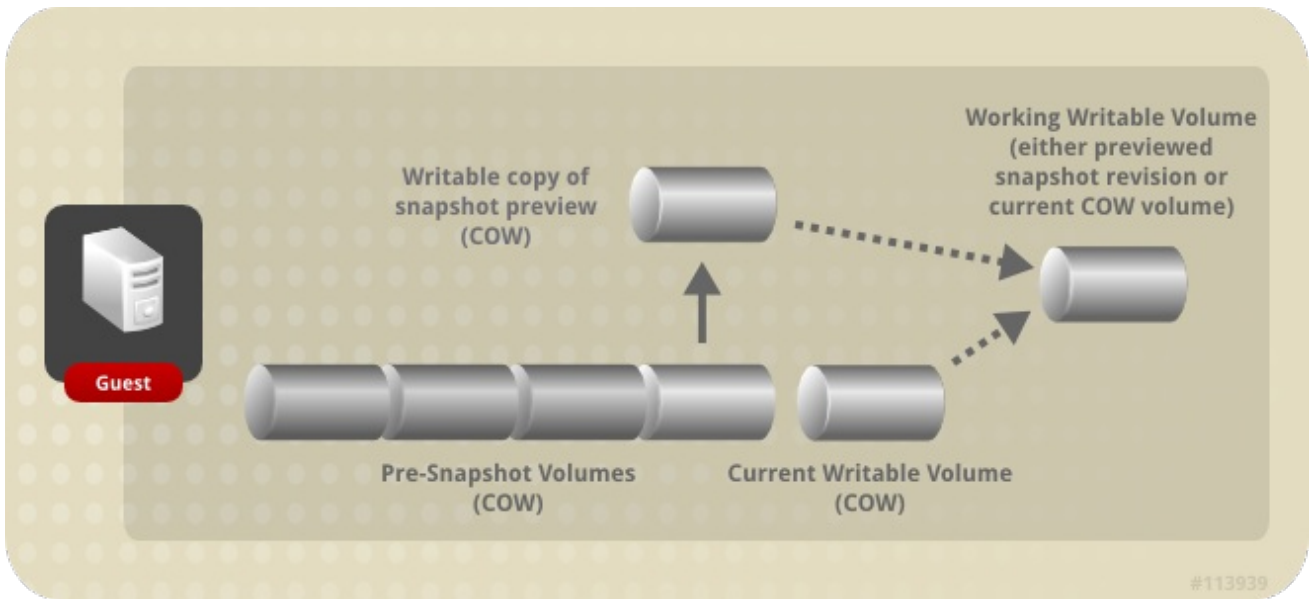 Working Writable Volume
(either previewed
snapshot revision or
current COW volume)
Writable copy of
snapshot preview
(COW)
Guest
Pre-Snapshot Volumes
(COW)
Current Writable Volume
(COW)
#113939